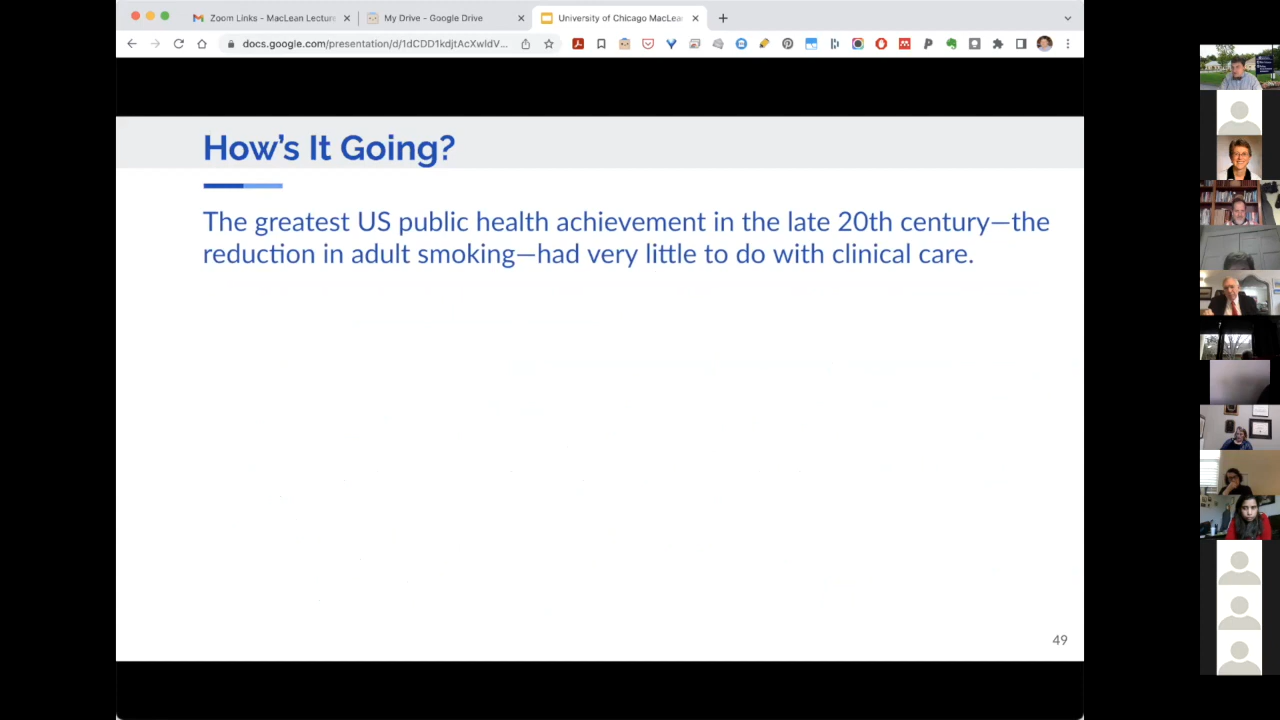 Zoom Links - MacLean Lectur
My Drive - Google Drive
University of Chicago MacLea
docs.google.com/presentation/d/1dCDD1kdjtAcXwldV...
How's It Going?
The greatest US public health achievement in the late 20th century—the
reduction in adult smoking—had very little to do with clinical care.
49